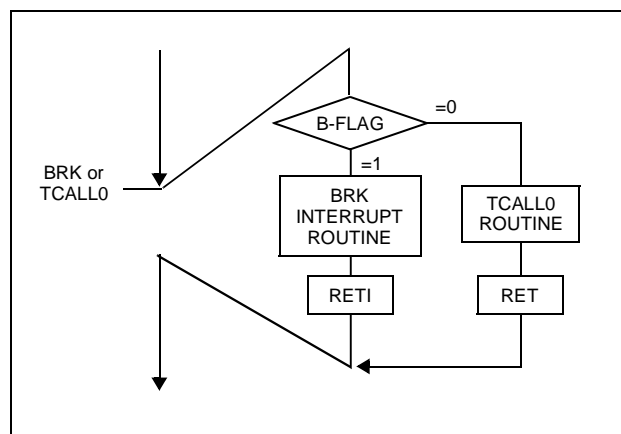 =0
B-FLAG
=1
BRK or
TCALL0
BRK
INTERRUPT
ROUTINE
TCALL0
ROUTINE
RETI
RET